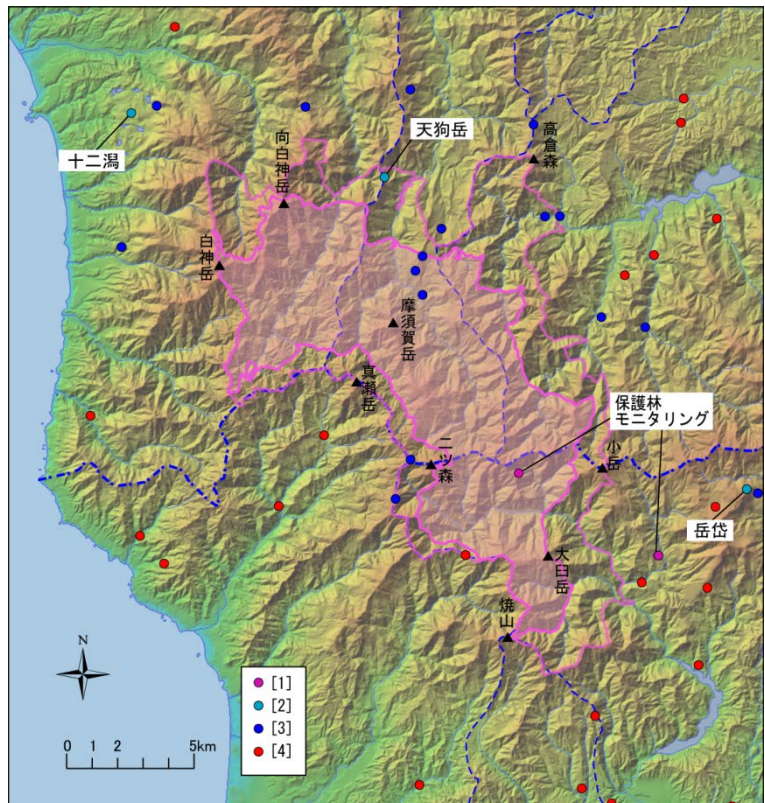 天狗岳
十二潟
高倉森
向白神岳
白神岳
摩須賀岳
真瀬岳
保護林
モニタリング
二ツ森
小岳
岳岱
大臼岳
焼山
N
[1]
[2]
[3]
[4]
0 1 2 5km